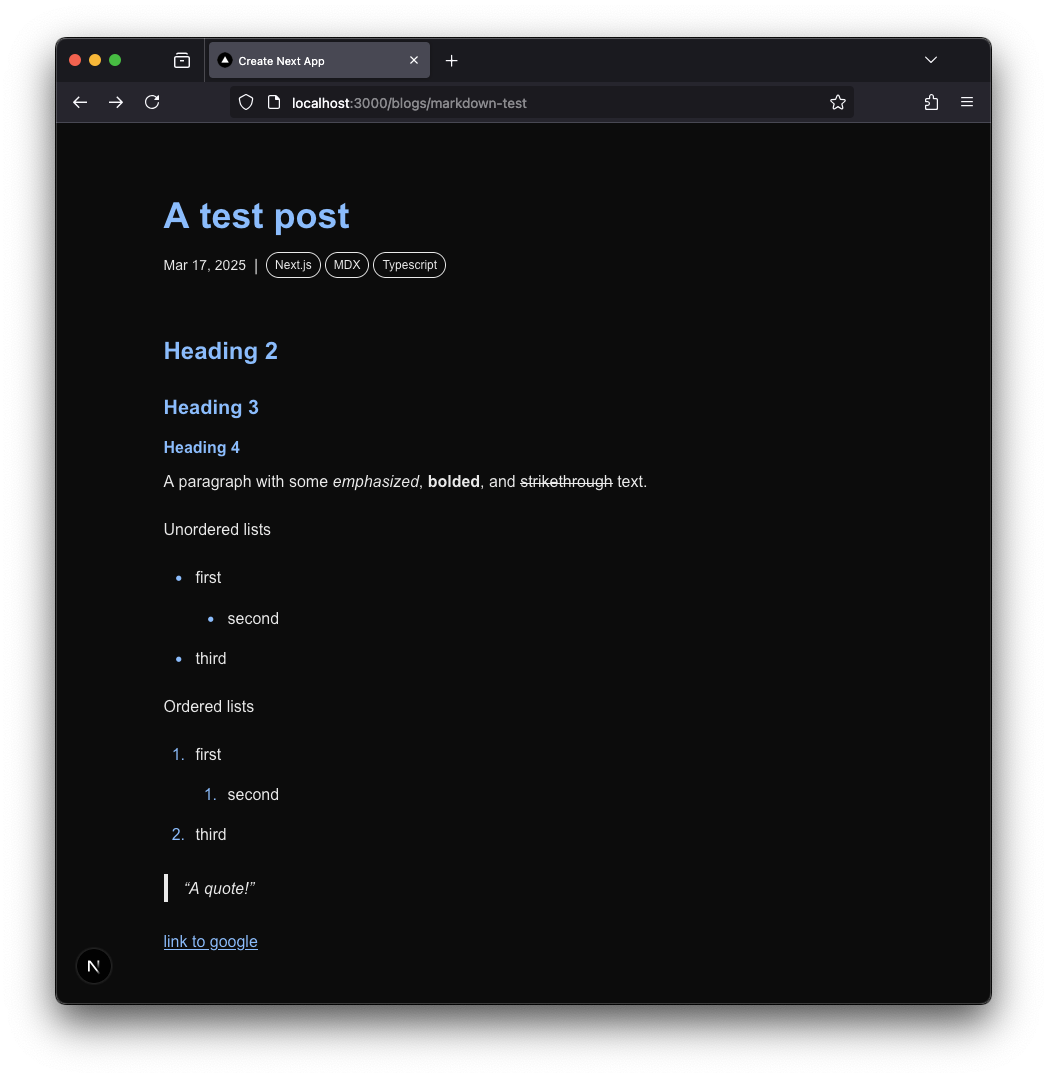 Create Next App
localhost:3000/blogs/markdown-test
A test post
Mar 17, 2025 | Next.js MDX Typescript
Heading 2
Heading 3
Heading 4
A paragraph with some emphasized, bolded, and strikethrough text.
Unordered lists
• first
• second
• third
Ordered lists
1. first
1. second
2. third
“A quote!”
link to google
N